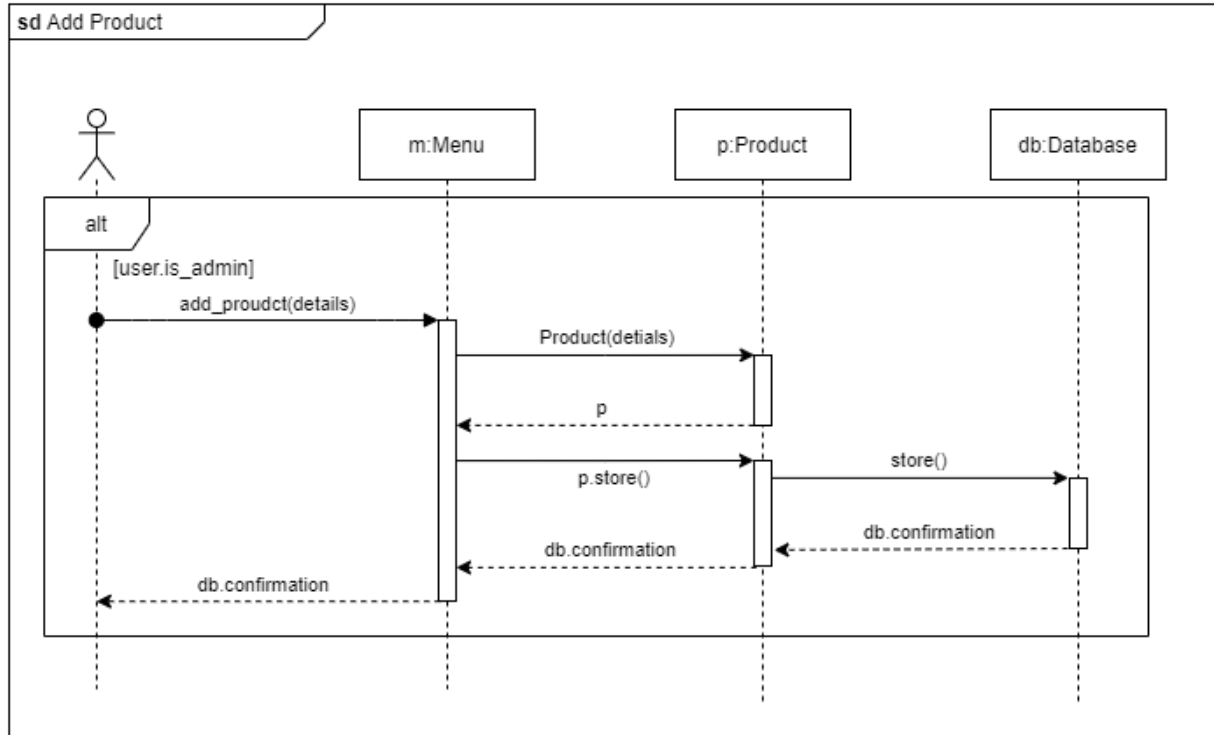 sd Add Product
m:Menu
p:Product
db:Database
alt
[user.is_admin]
add_proudct(details)
Product(detials)
p
p.store()
store()
db.confirmation
db.confirmation
db.confirmation